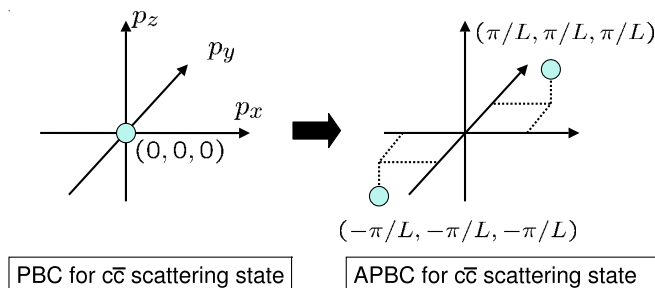 p_z
p_y
p_x
(0, 0, 0)
(π/L, π/L, π/L)
(−π/L, −π/L, −π/L)
PBC for cc̅ scattering state
APBC for cc̅ scattering state